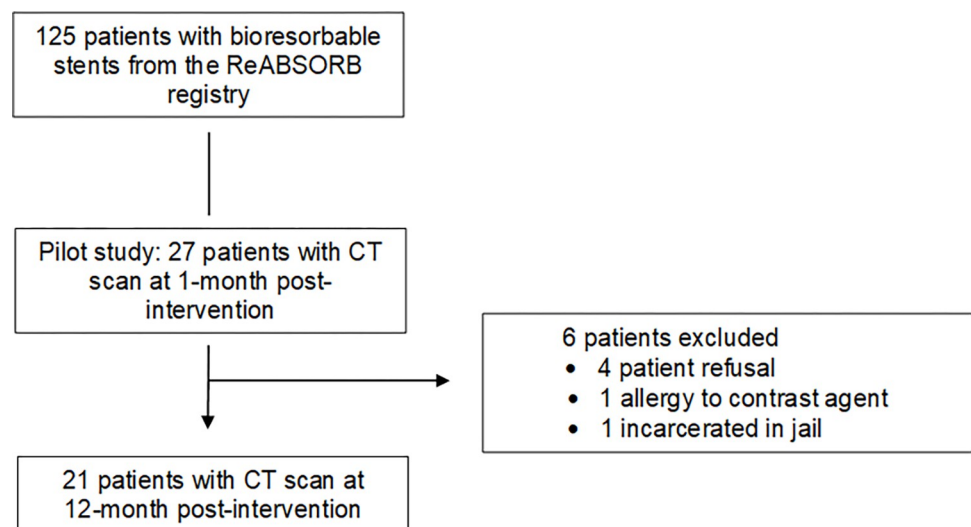 125 patients with bioresorbable
stents from the ReABSORB
registry
Pilot study: 27 patients with CT
scan at 1-month post-
intervention
6 patients excluded
• 4 patient refusal
• 1 allergy to contrast agent
• 1 incarcerated in jail
21 patients with CT scan at
12-month post-intervention